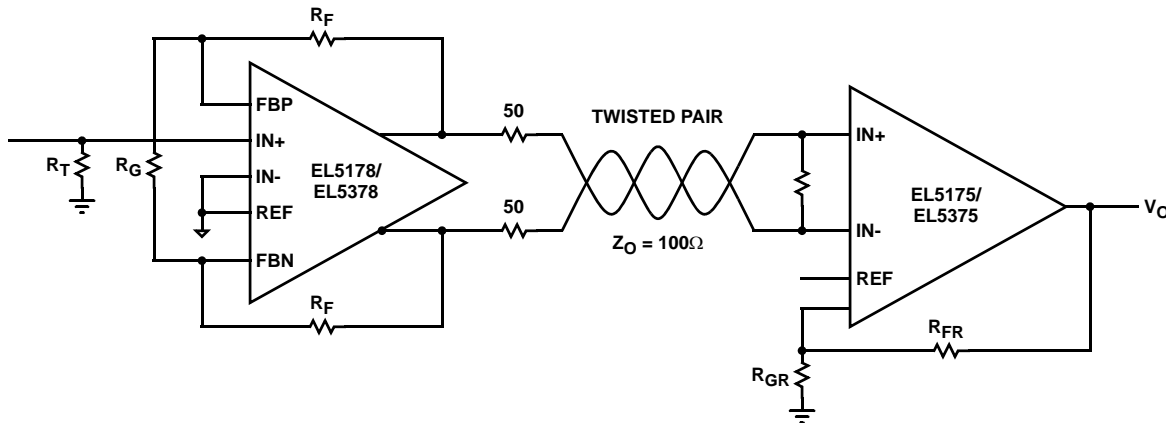 RF
50
TWISTED PAIR
FBP
IN+
IN+
RT
RG
EL5178/
EL5378
EL5175/
EL5375
IN-
VO
50
REF
IN-
ZO = 100Ω
FBN
REF
RF
RFR
RGR